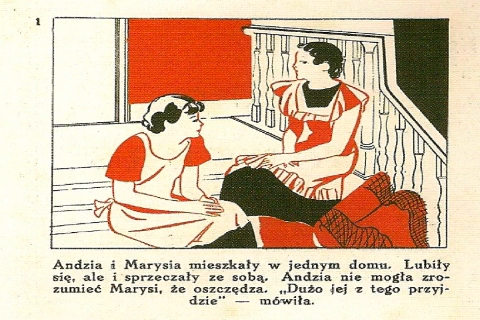 1
Andzia i Marysia mieszkały w jednym domu. Lubiły
się, ale i sprzeczały ze sobą. Andzia nie mogła zro-
zumieć Marysi, że oszczędza. „Dużo jej z tego przyj-
dzie" — mówiła.